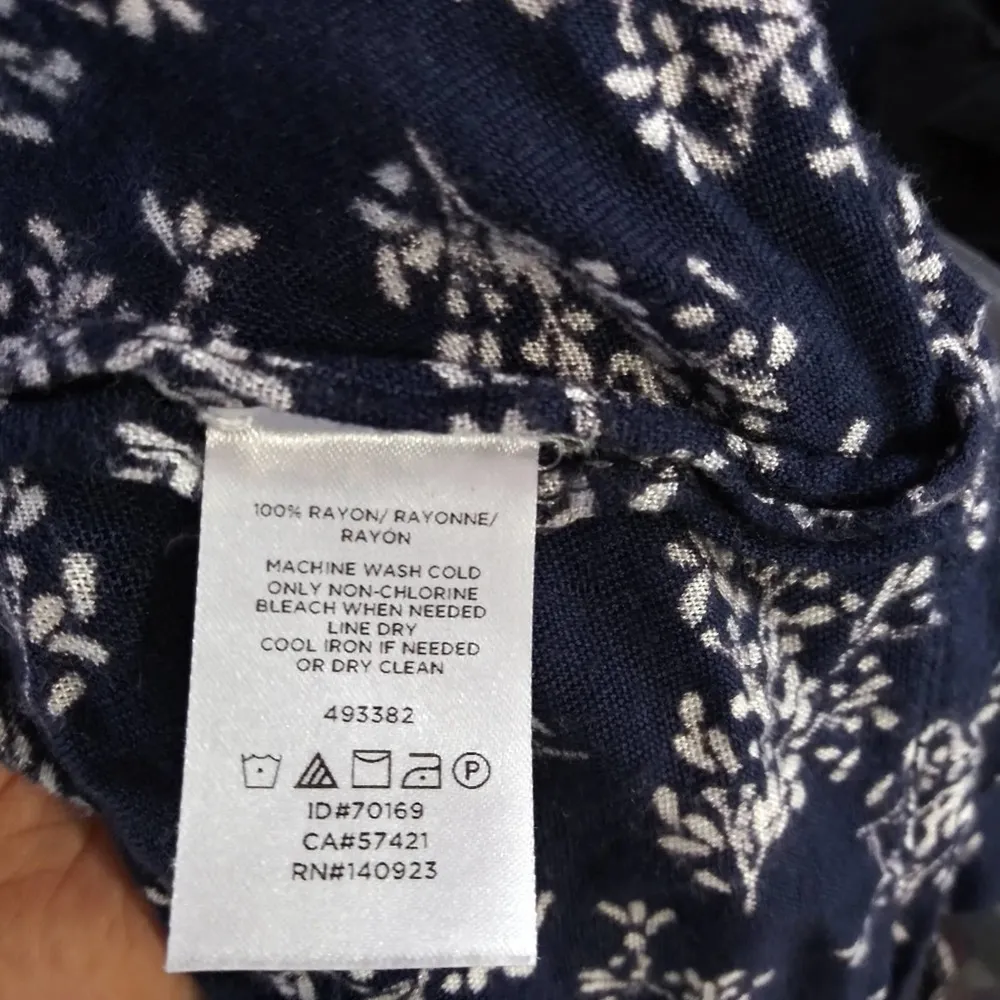 100% RAYON/ RAYONNE/
RAYÓN
MACHINE WASH COLD
ONLY NON-CHLORINE
BLEACH WHEN NEEDED
LINE DRY
COOL IRON IF NEEDED
OR DRY CLEAN
493382
P
ID#70169
CA#57421
RN#140923